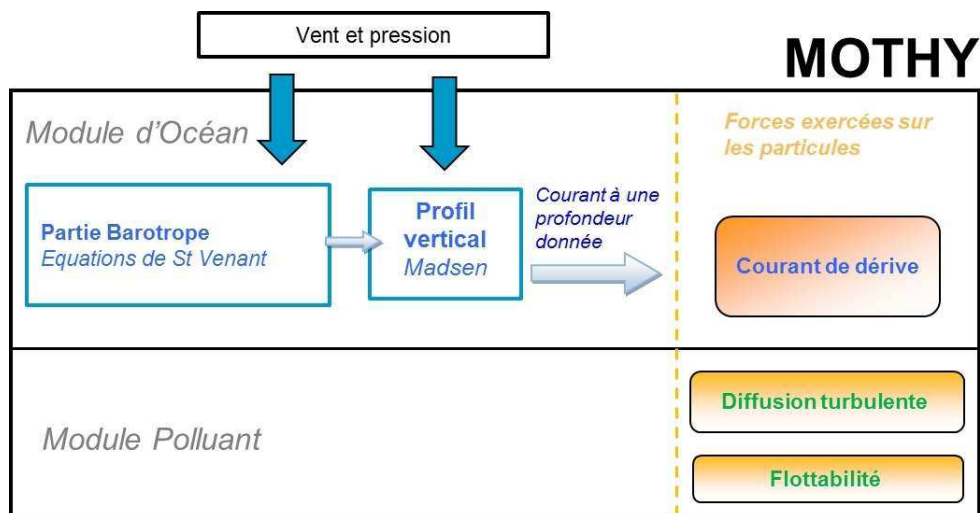 Vent et pression
MOTHY
Module d'Océan
Forces exercées sur
les particules
Partie Barotrope
Equations de St Venant
Profil
vertical
Madsen
Courant à une
profondeur
donnée
Courant de dérive
Module Polluant
Diffusion turbulente
Flottabilité